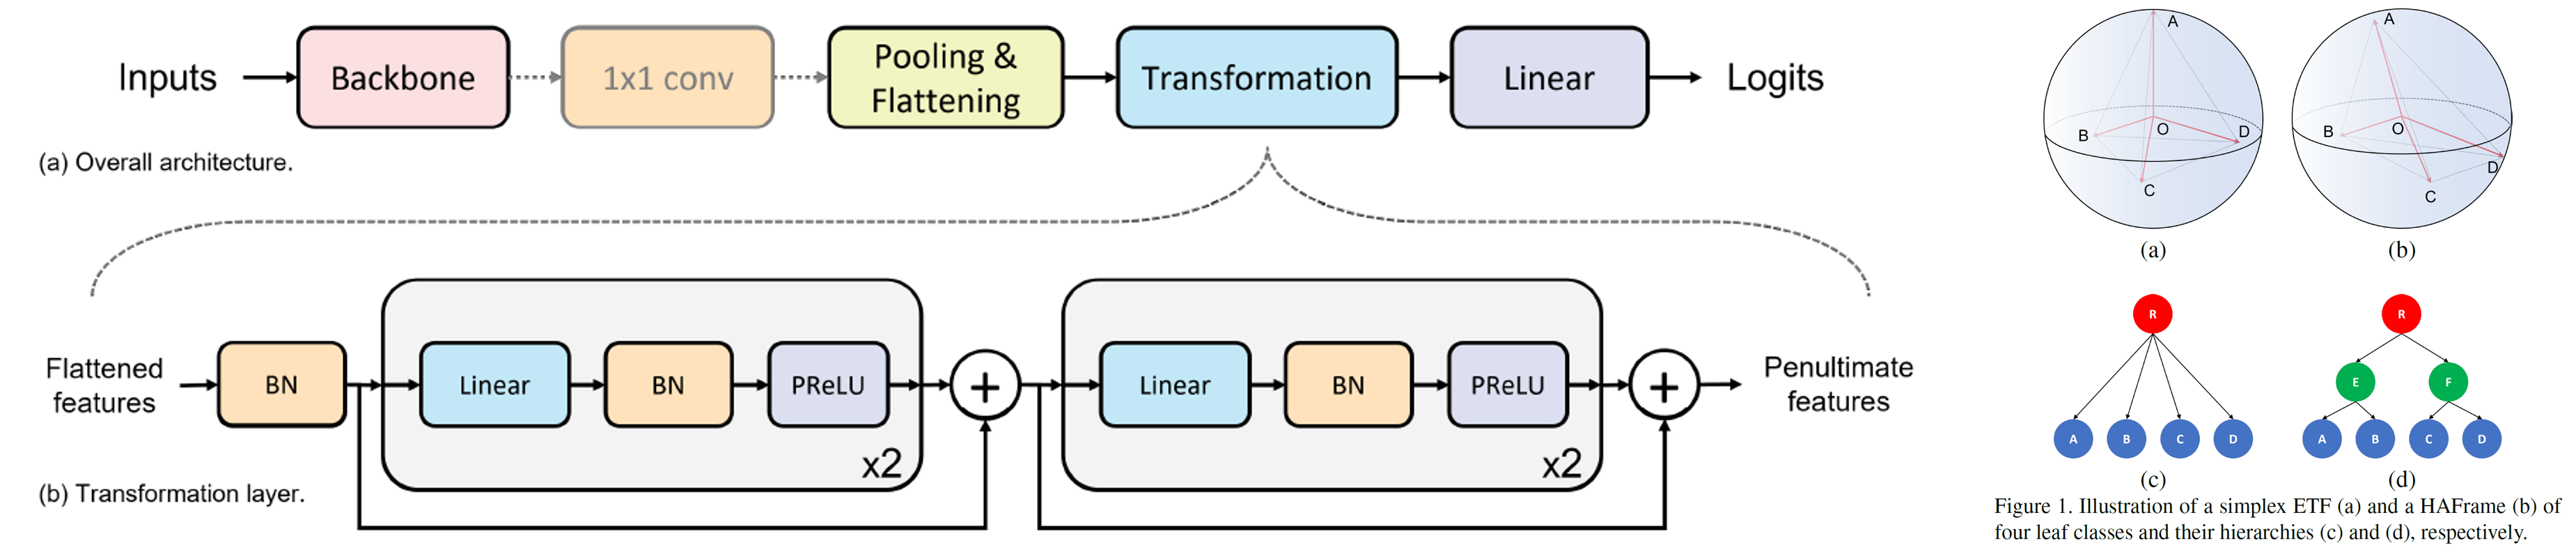 Inputs
Backbone
1x1 conv
Pooling &
Flattening
Transformation
Linear
Logits
(a) Overall architecture.
Flattened
features
BN
Linear
BN
PReLU
x2
+
Linear
BN
PReLU
x2
+
Penultimate
features
(b) Transformation layer.
A
B
O
D
C
(a)
A
B
O
D
C
(b)
R
A B C D
(c)
R
E F
A B C D
(d)
Figure 1. Illustration of a simplex ETF (a) and a HAFrame (b) of
four leaf classes and their hierarchies (c) and (d), respectively.